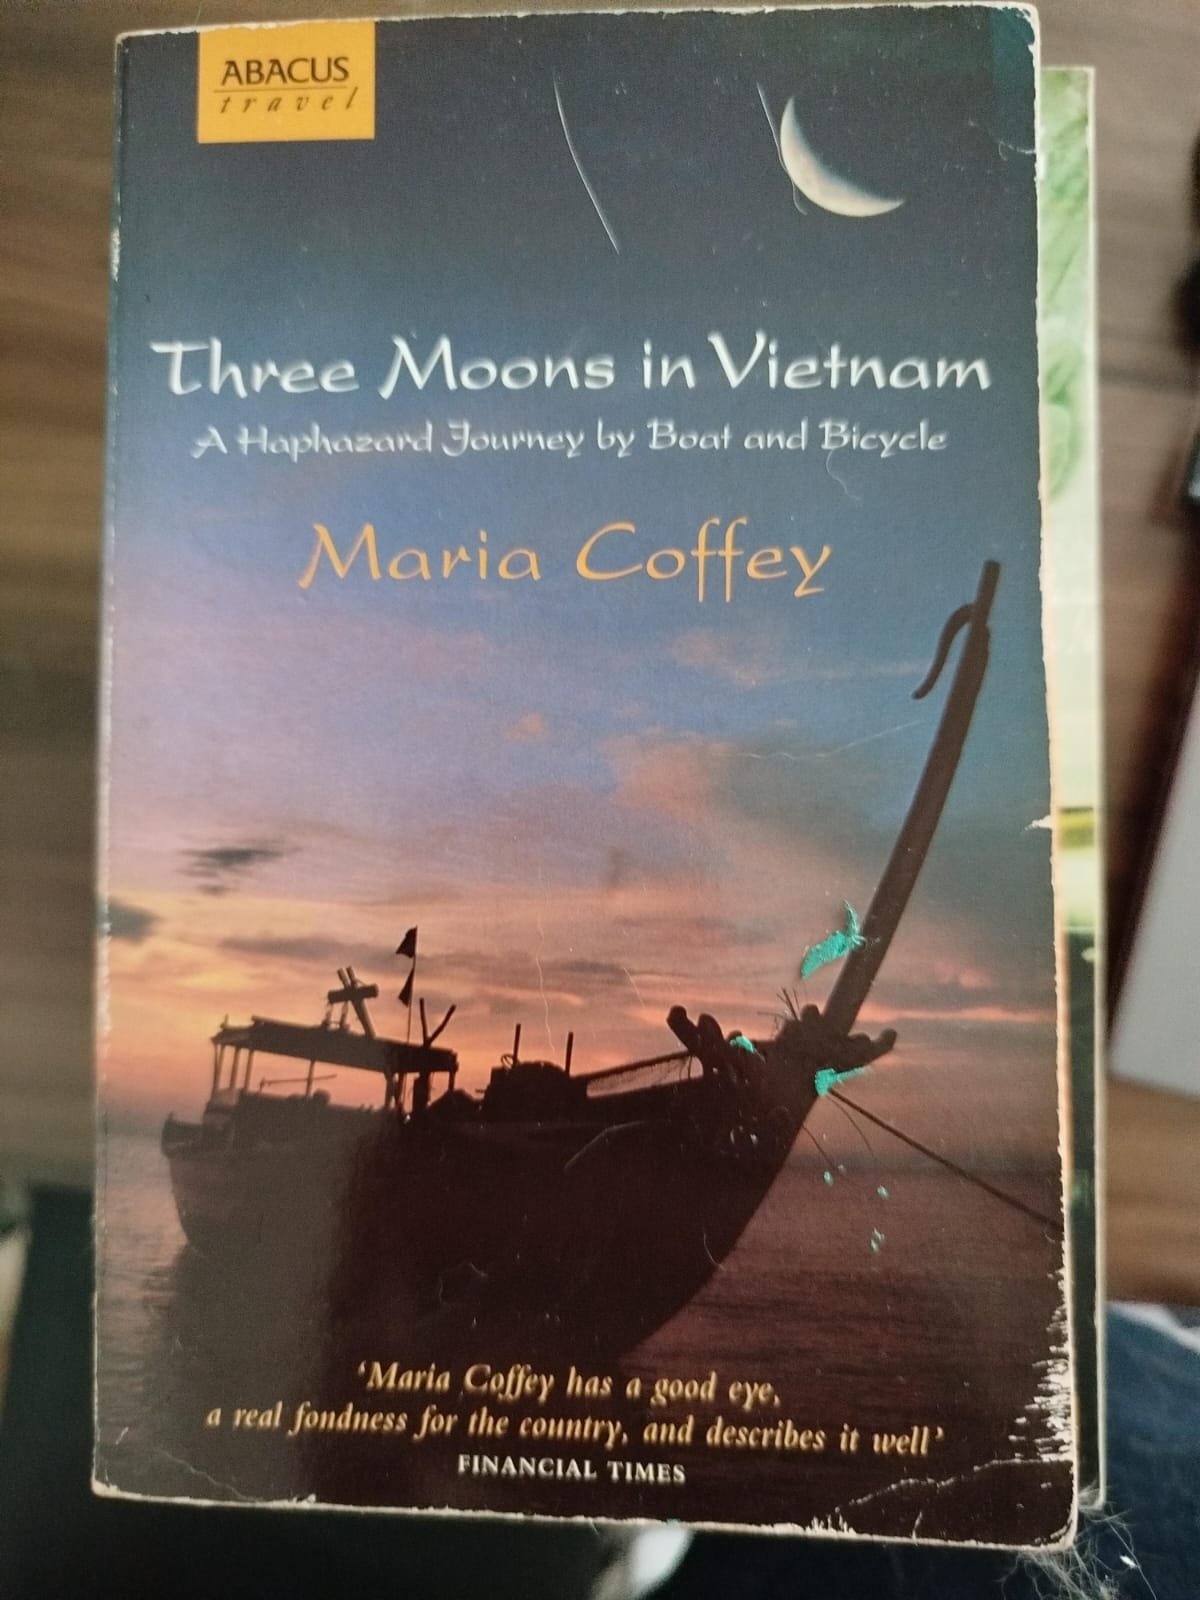 ABACUS
travel
Three Moons in Vietnam
A Haphazard Journey by Boat and Bicycle
Maria Coffey
‘Maria Coffey has a good eye,
a real fondness for the country, and describes it well’
FINANCIAL TIMES